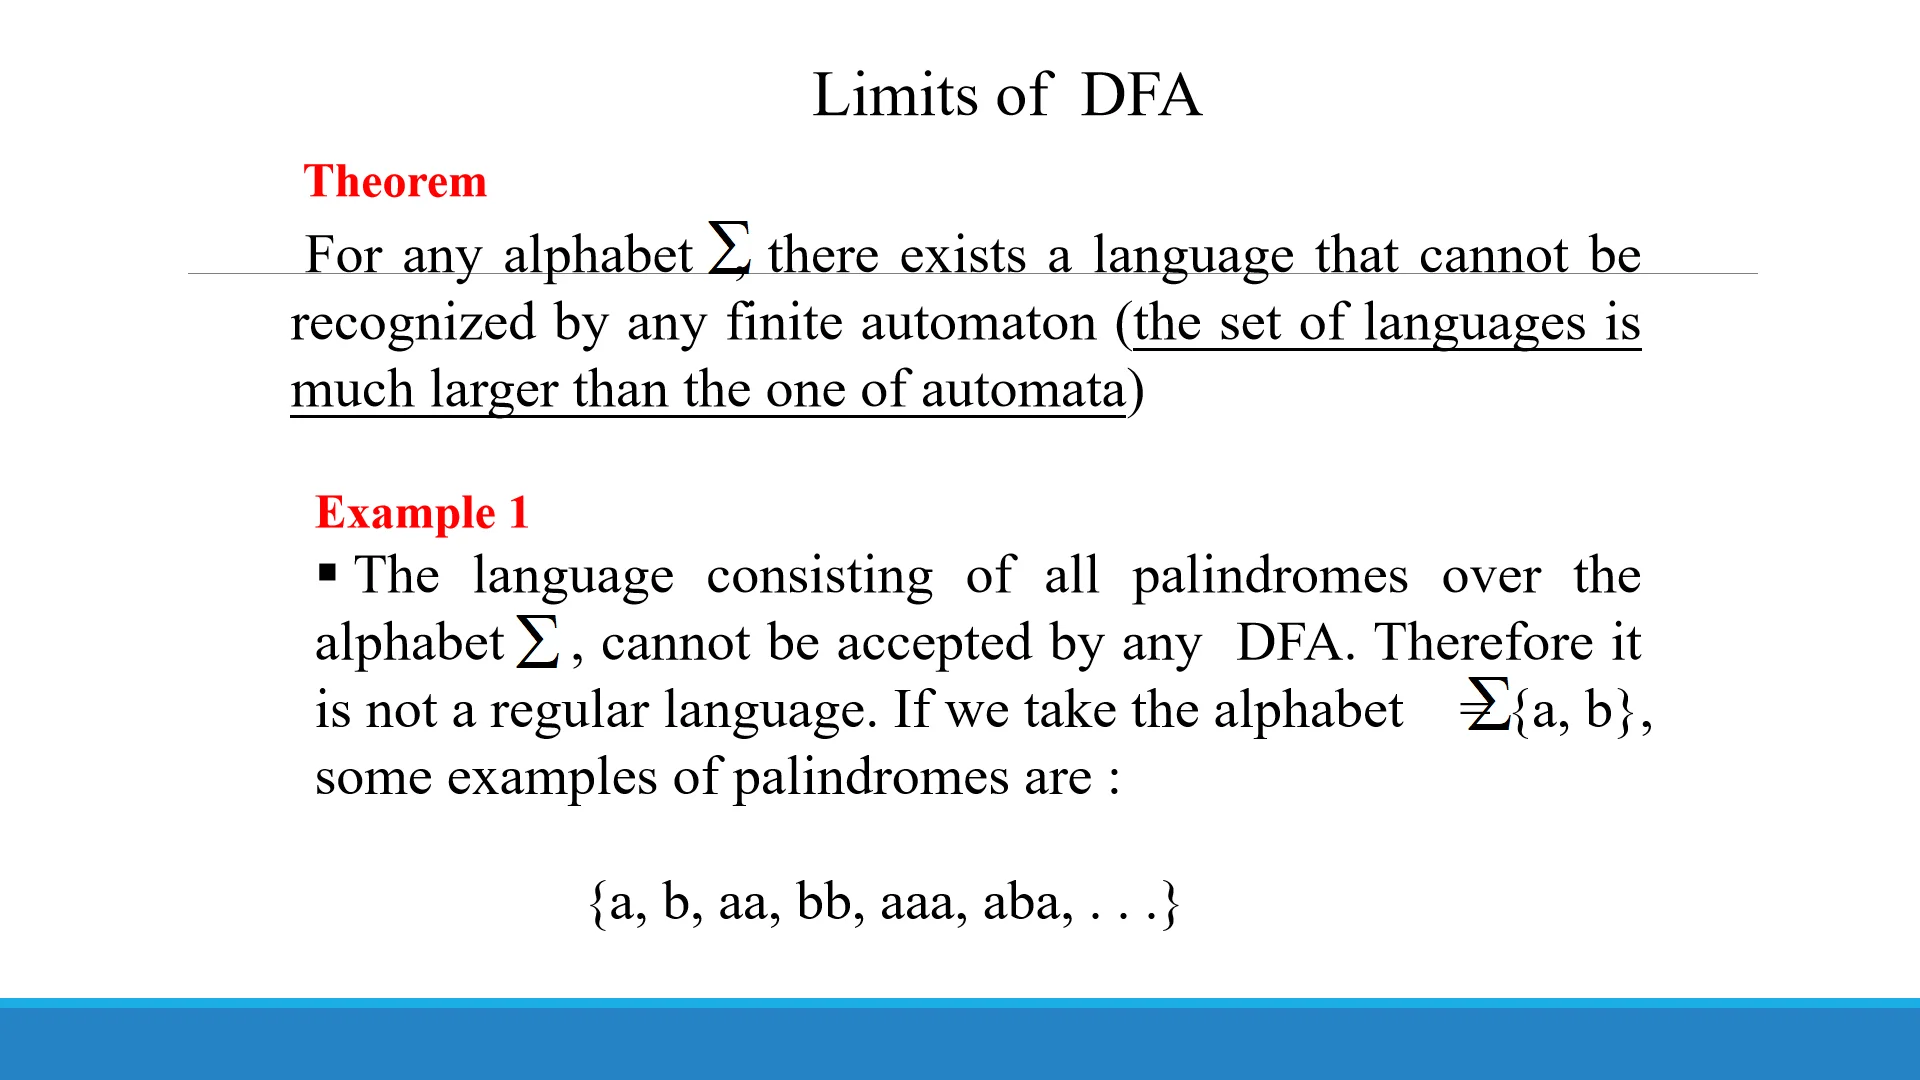 Limits of DFA
Theorem
For any alphabet Σ, there exists a language that cannot be
recognized by any finite automaton (the set of languages is
much larger than the one of automata)
Example 1
▪ The language consisting of all palindromes over the
alphabet Σ , cannot be accepted by any DFA. Therefore it
is not a regular language. If we take the alphabet Σ={a, b},
some examples of palindromes are :
{a, b, aa, bb, aaa, aba, . . .}